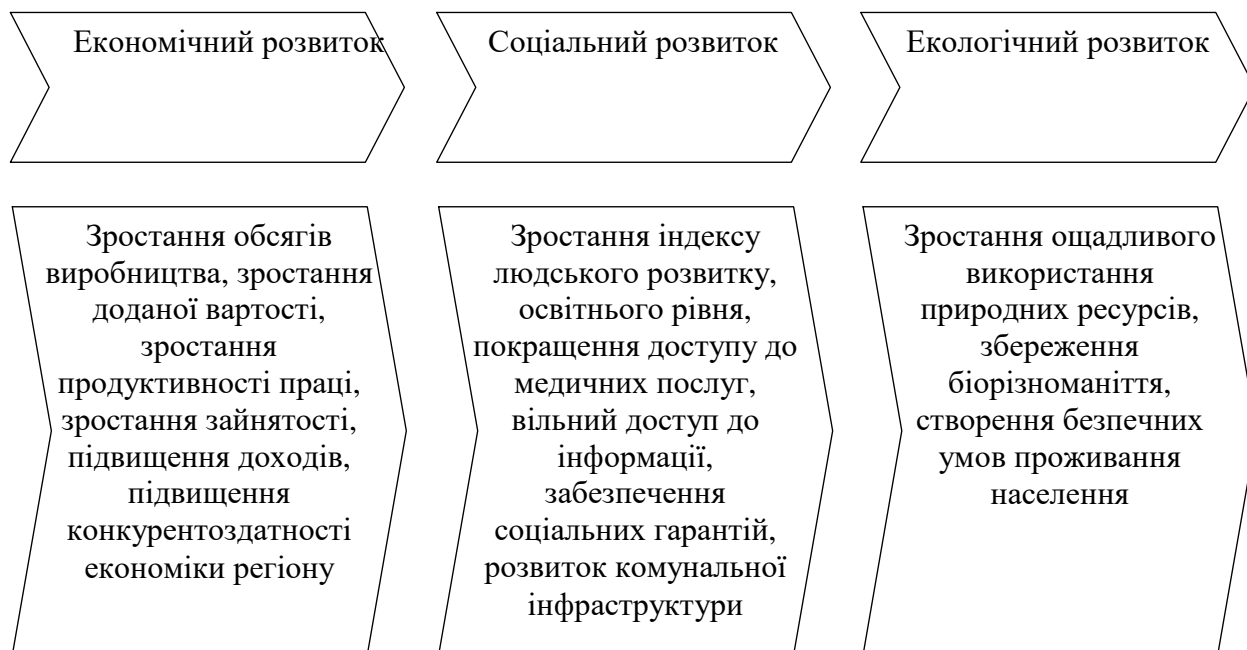 Економічний розвиток
Соціальний розвиток
Екологічний розвиток
Зростання обсягів
виробництва, зростання
доданої вартості,
зростання
продуктивності праці,
зростання зайнятості,
підвищення доходів,
підвищення
конкурентоздатності
економіки регіону
Зростання індексу
людського розвитку,
освітнього рівня,
покращення доступу до
медичних послуг,
вільний доступ до
інформації,
забезпечення
соціальних гарантій,
розвиток комунальної
інфраструктури
Зростання ощадливого
використання
природних ресурсів,
збереження
біорізноманіття,
створення безпечних
умов проживання
населення